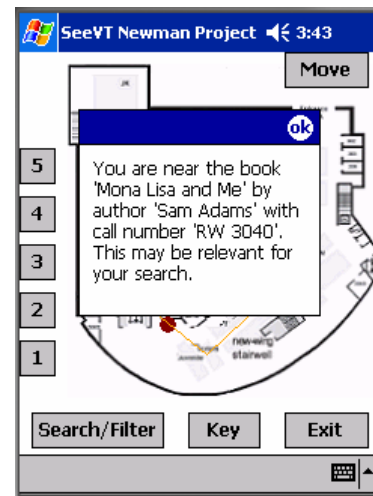 SeeVT Newman Project 3:43
Move
You are near the book
'Mona Lisa and Me' by
author 'Sam Adams' with
call number 'RW 3040'.
This may be relevant for
your search.
ok
5
4
3
2
1
new-wing
stairwell
Search/Filter Key Exit